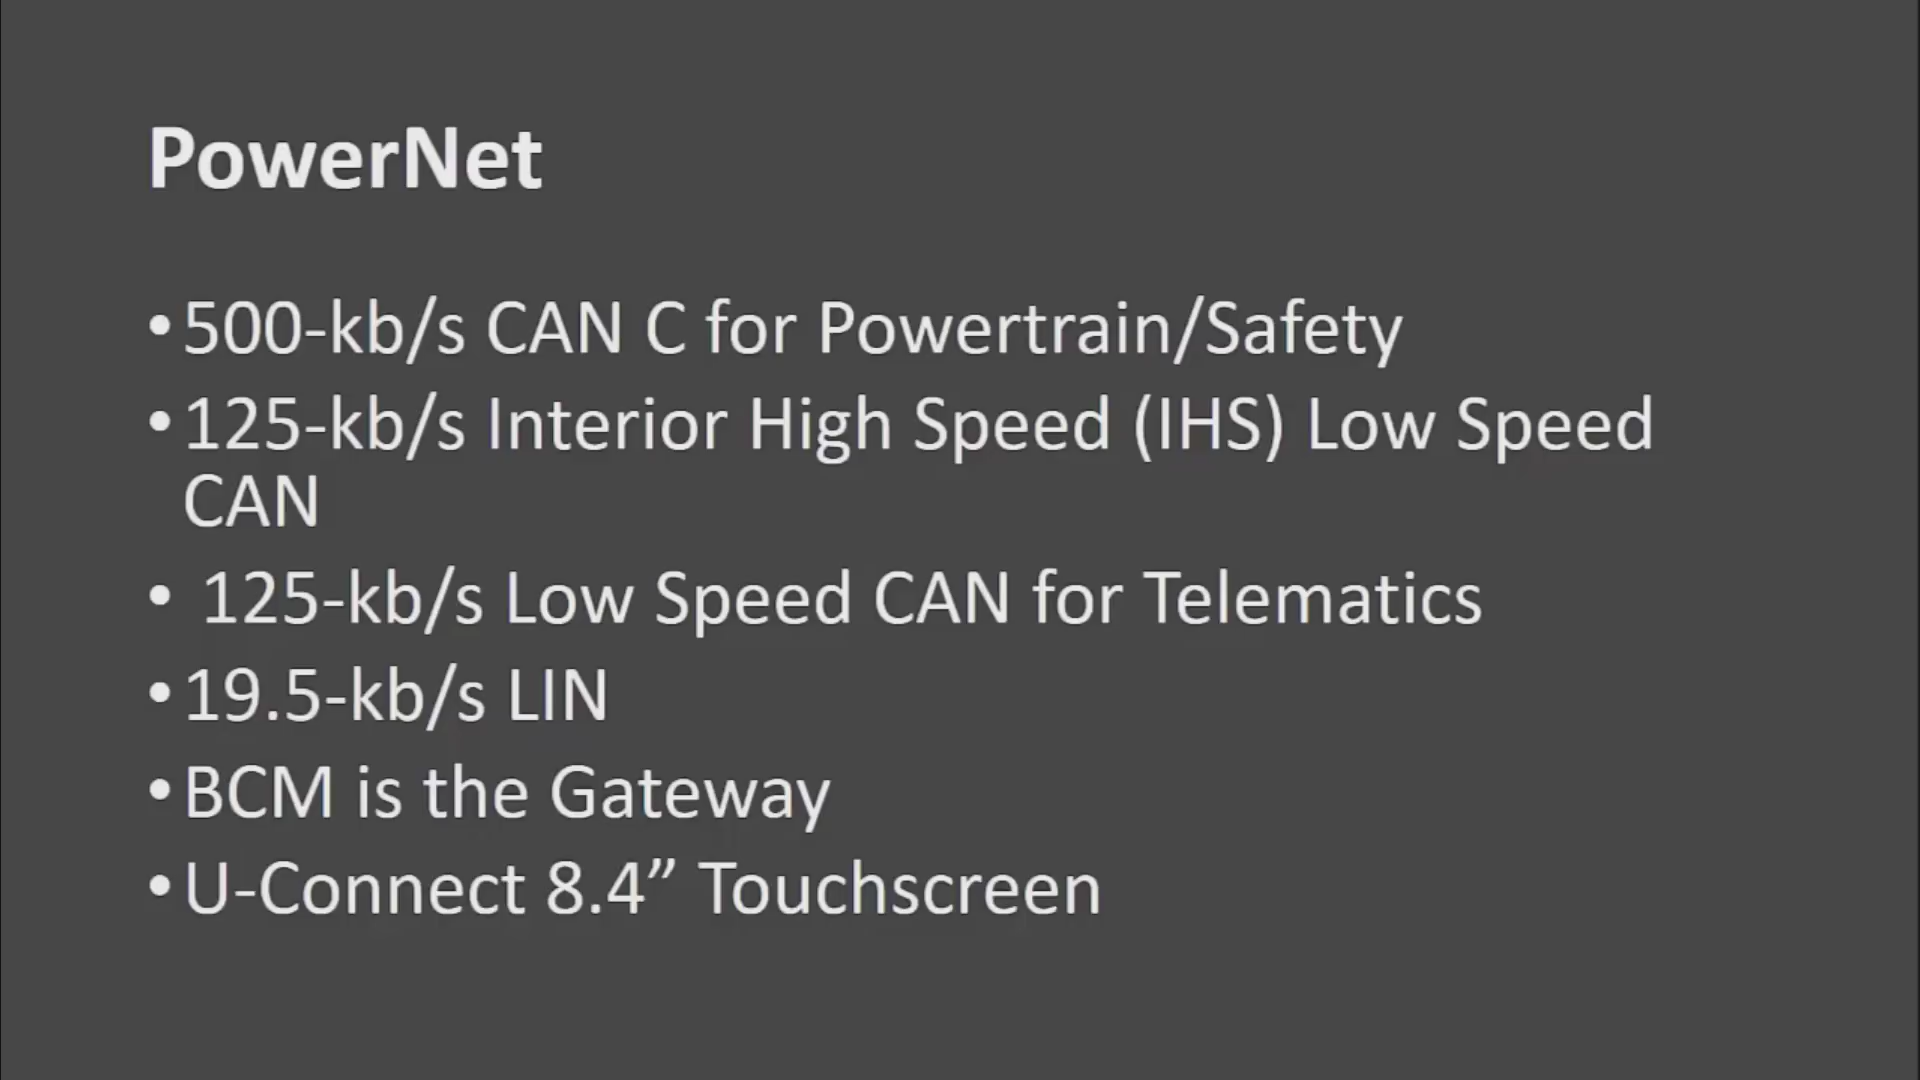 PowerNet
•500-kb/s CAN C for Powertrain/Safety
•125-kb/s Interior High Speed (IHS) Low Speed
CAN
• 125-kb/s Low Speed CAN for Telematics
•19.5-kb/s LIN
•BCM is the Gateway
•U-Connect 8.4” Touchscreen